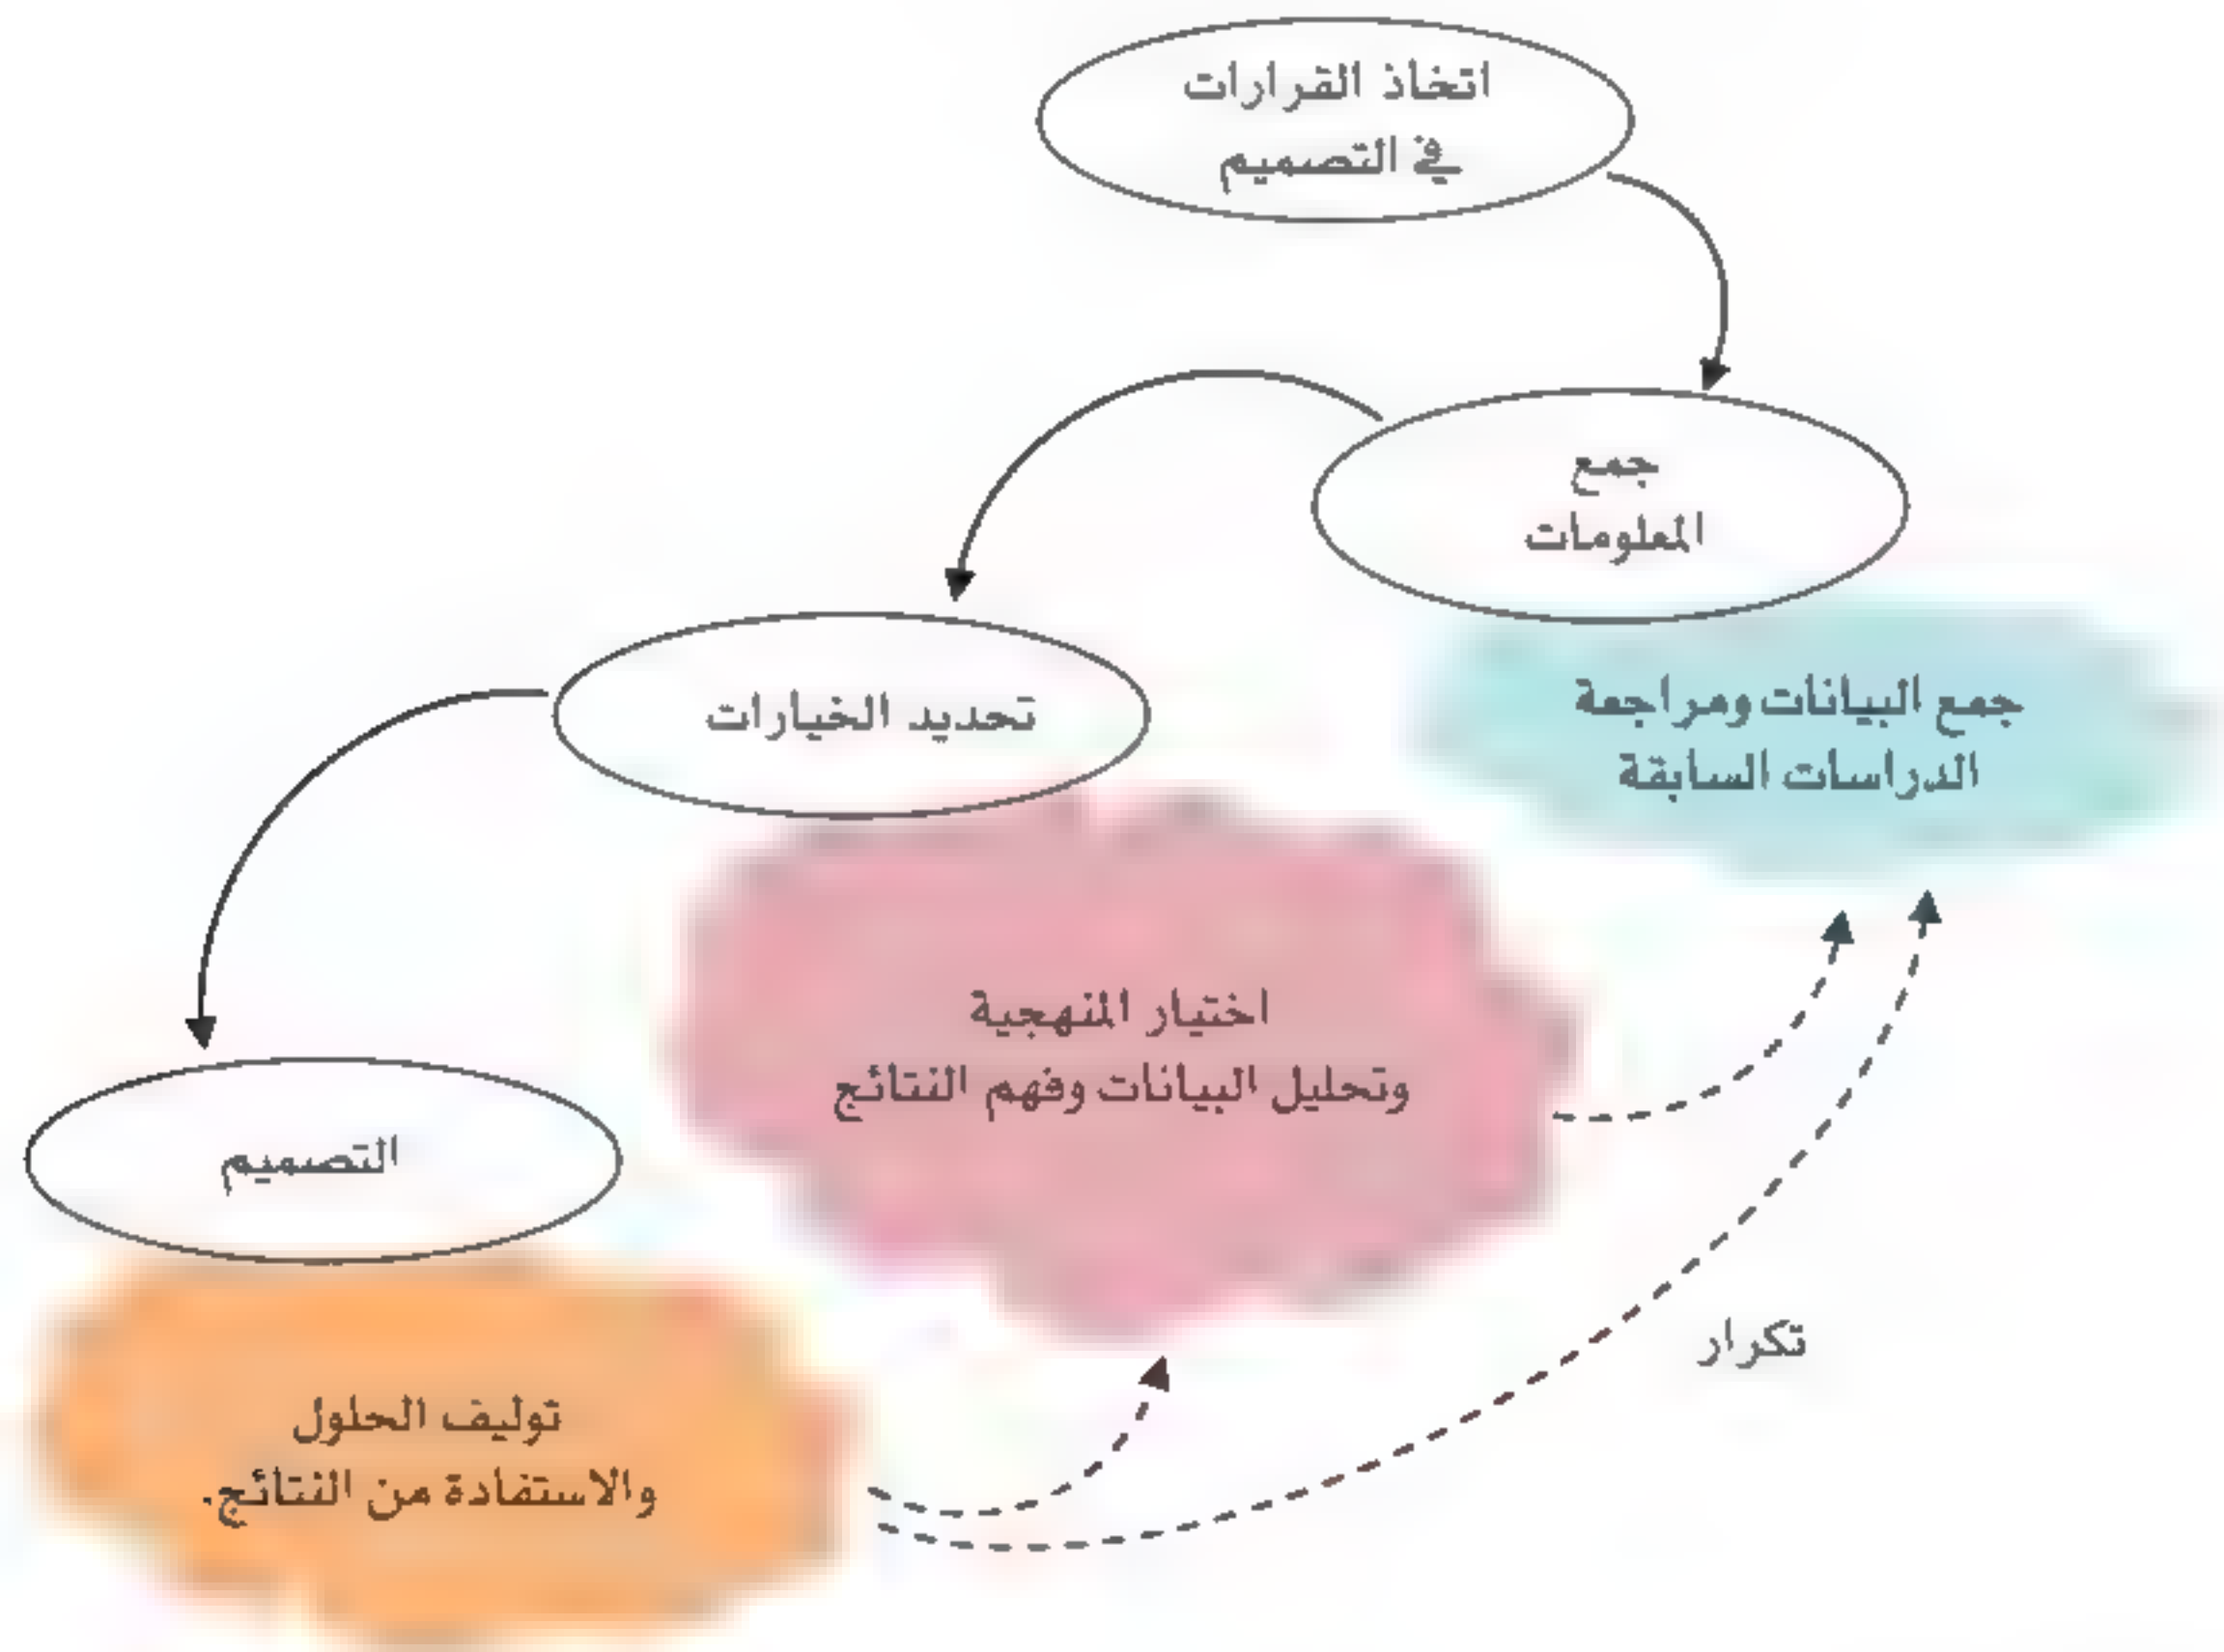 اتخاذ القرارات
في التصميم
جمع
المعلومات
جمع البيانات ومراجعة
الدراسات السابقة
تحديد الخيارات
اختيار المنهجية
وتحليل البيانات وفهم النتائج
التصميم
توليف الحلول
والاستفادة من النتائج.
تكرار